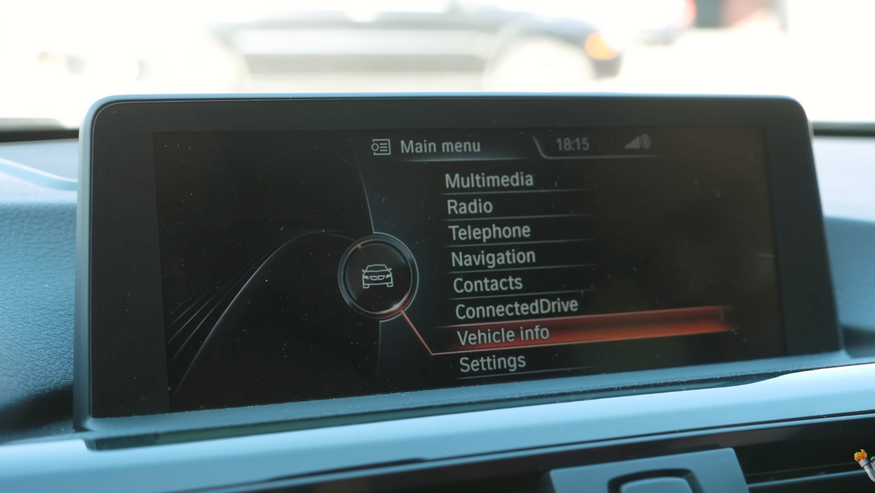 Main menu
18:15
Multimedia
Radio
Telephone
Navigation
Contacts
ConnectedDrive
Vehicle info
Settings